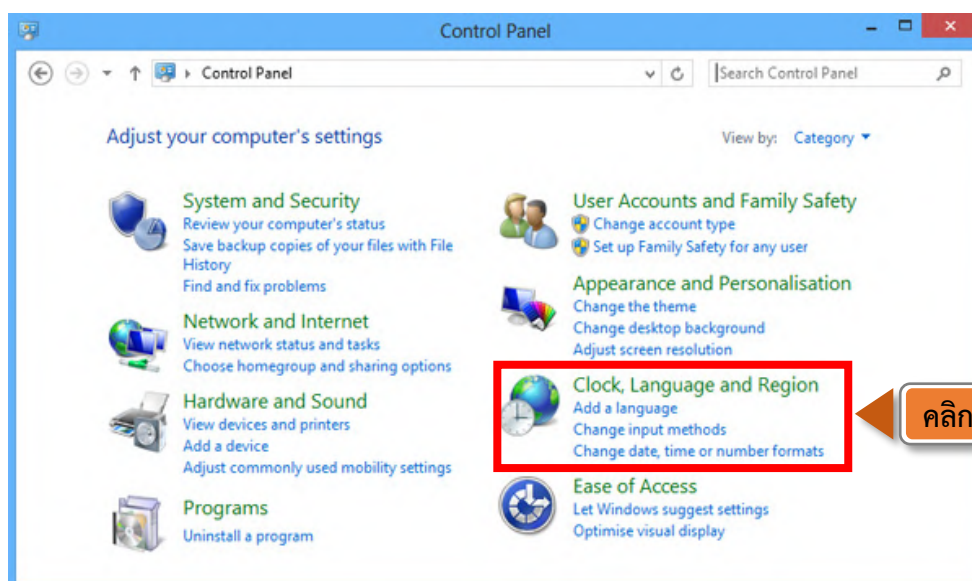 Control Panel
Control Panel
Search Control Panel
Adjust your computer's settings
View by: Category
System and Security
Review your computer's status
Save backup copies of your files with File
History
Find and fix problems
Network and Internet
View network status and tasks
Choose homegroup and sharing options
Hardware and Sound
View devices and printers
Add a device
Adjust commonly used mobility settings
Programs
Uninstall a program
User Accounts and Family Safety
Change account type
Set up Family Safety for any user
Appearance and Personalisation
Change the theme
Change desktop background
Adjust screen resolution
Clock, Language and Region
Add a language
Change input methods
Change date, time or number formats
คลิก
Ease of Access
Let Windows suggest settings
Optimise visual display